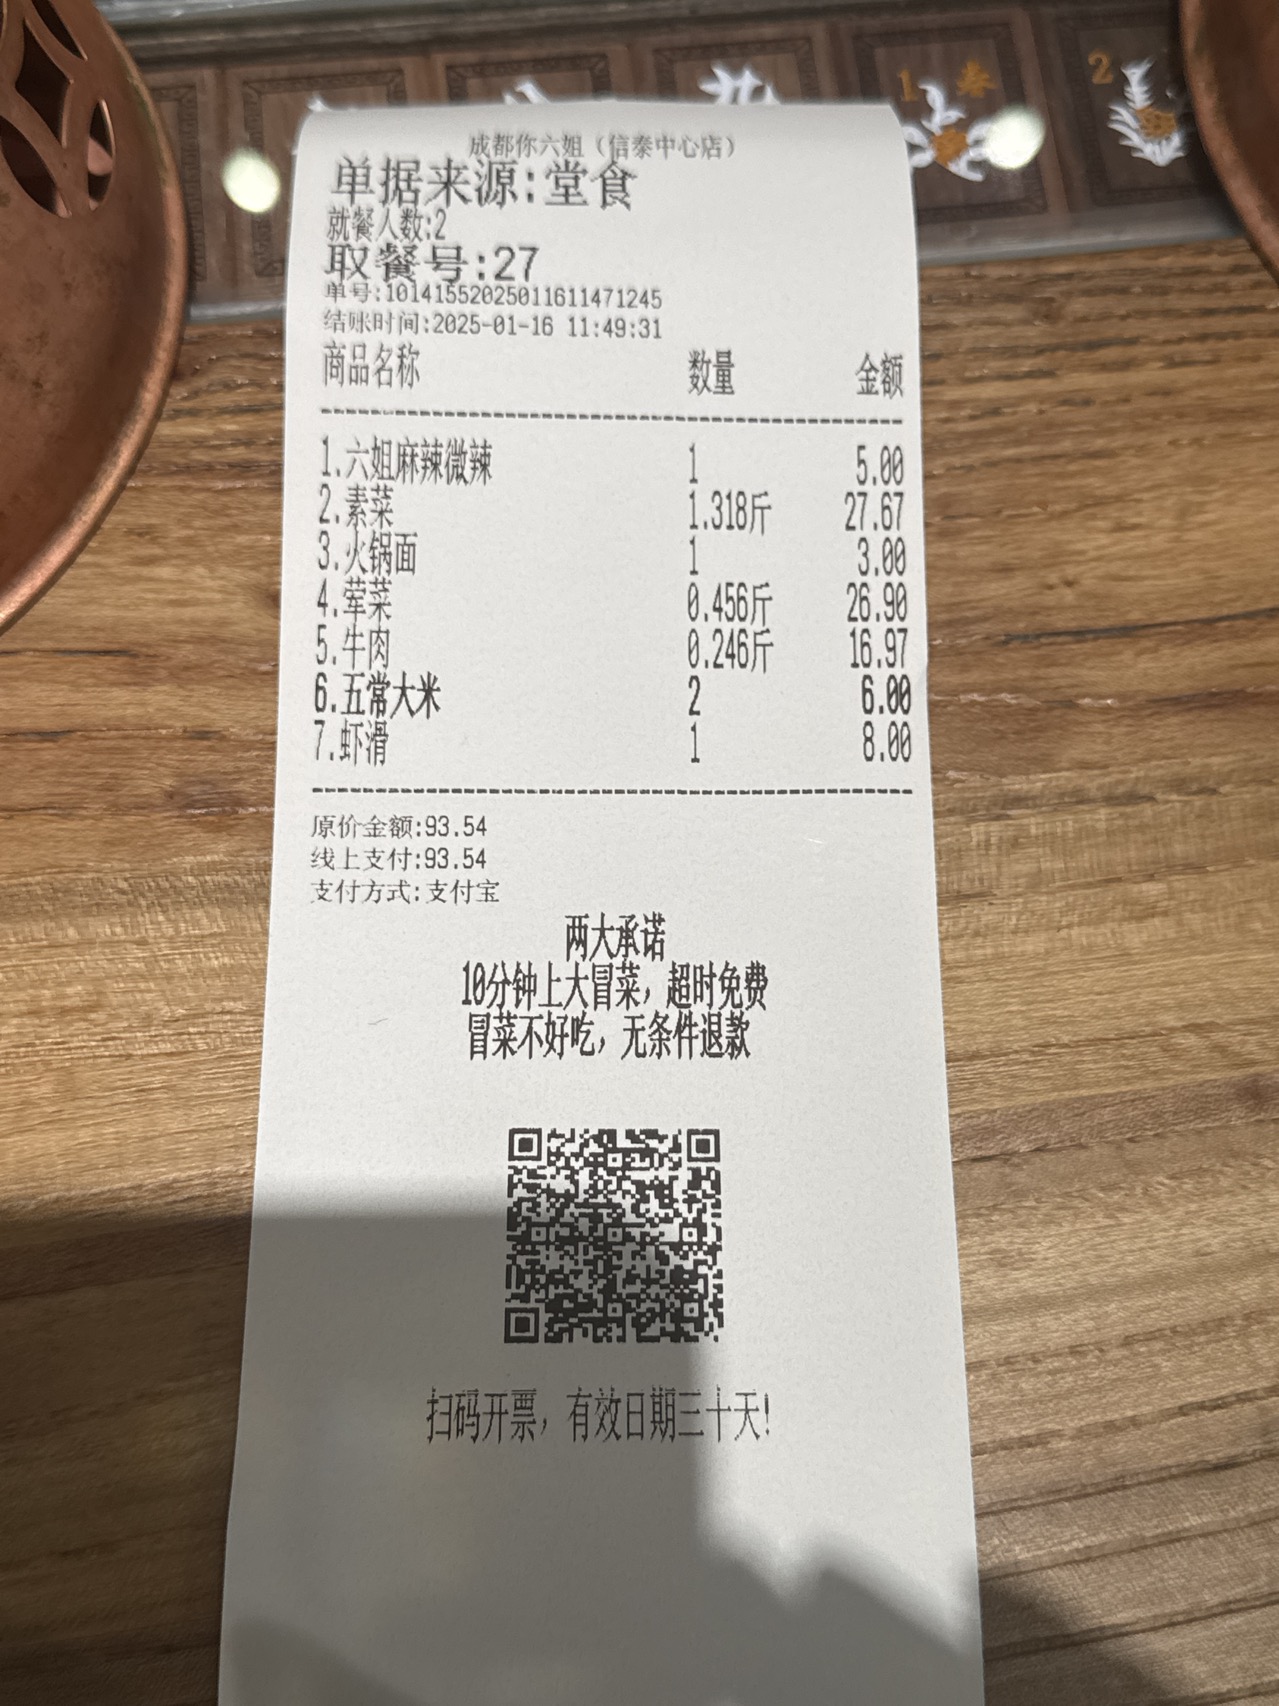 成都你六姐（信泰中心店）
单据来源:堂食
就餐人数:2
取餐号:27
单号:10141552025011611471245
结账时间:2025-01-16 11:49:31
商品名称 数量 金额
1.六姐麻辣微辣 1 5.00
2.素菜 1.318斤 27.67
3.火锅面 1 3.00
4.荤菜 0.456斤 26.90
5.牛肉 0.246斤 16.97
6.五常大米 2 6.00
7.虾滑 1 8.00
原价金额:93.54
线上支付:93.54
支付方式:支付宝
两大承诺
10分钟上大冒菜，超时免费
冒菜不好吃，无条件退款
扫码开票，有效日期三十天!
1 春
2